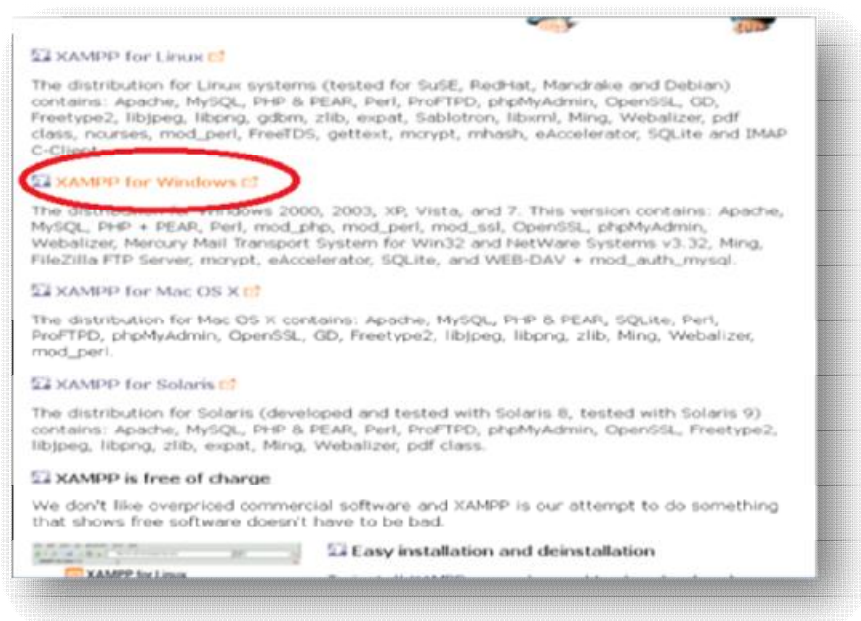 XAMPP for Linux
The distribution for Linux systems (tested for SuSE, RedHat, Mandrake and Debian)
contains: Apache, MySQL, PHP & PEAR, Perl, ProFTPD, phpMyAdmin, OpenSSL, GD,
Freetype2, libjpeg, libpng, gdbm, zlib, expat, Sablotron, libxml, Ming, Webalizer, pdf
class, ncurses, mod_perl, FreeTDS, gettext, mcrypt, mhash, eAccelerator, SQLite and IMAP
C-Client.
XAMPP for Windows
The distribution for Windows 2000, 2003, XP, Vista, and 7. This version contains: Apache,
MySQL, PHP + PEAR, Perl, mod_php, mod_perl, mod_ssl, OpenSSL, phpMyAdmin,
Webalizer, Mercury Mail Transport System for Win32 and NetWare Systems v3.32, Ming,
FileZilla FTP Server, mcrypt, eAccelerator, SQLite, and WEB-DAV + mod_auth_mysql.
XAMPP for Mac OS X
The distribution for Mac OS X contains: Apache, MySQL, PHP & PEAR, SQLite, Perl,
ProFTPD, phpMyAdmin, OpenSSL, GD, Freetype2, libjpeg, libpng, zlib, Ming, Webalizer,
mod_perl.
XAMPP for Solaris
The distribution for Solaris (developed and tested with Solaris 8, tested with Solaris 9)
contains: Apache, MySQL, PHP & PEAR, Perl, ProFTPD, phpMyAdmin, OpenSSL, Freetype2,
libjpeg, libpng, zlib, expat, Ming, Webalizer, pdf class.
XAMPP is free of charge
We don't like overpriced commercial software and XAMPP is our attempt to do something
that shows free software doesn't have to be bad.
Easy installation and deinstallation
XAMPP for Linux